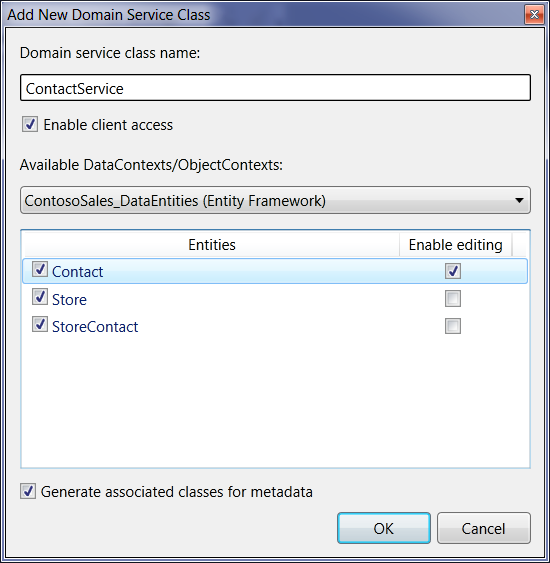 Add New Domain Service Class
Domain service class name:
ContactService
Enable client access
Available DataContexts/ObjectContexts:
ContosoSales_DataEntities (Entity Framework)
Entities Enable editing
Contact
Store
StoreContact
Generate associated classes for metadata
OK Cancel